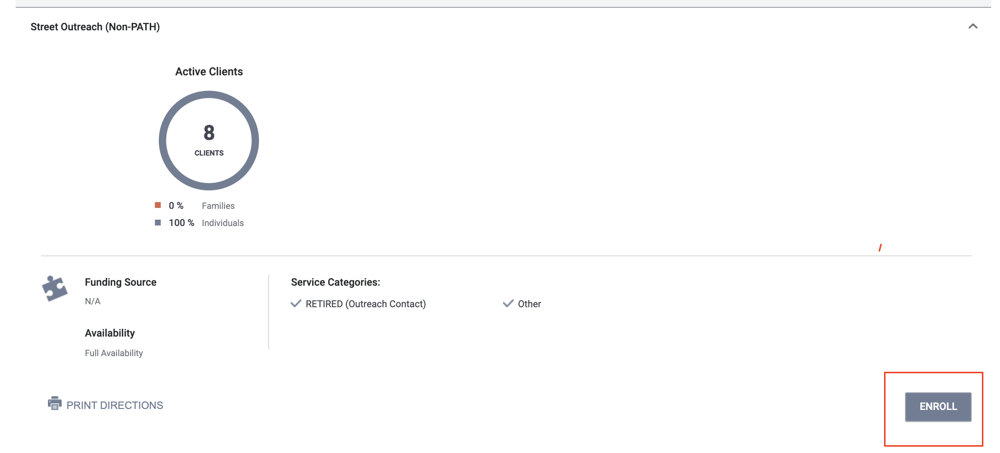 Street Outreach (Non-PATH)
Active Clients
8
CLIENTS
0 % Families
100 % Individuals
Funding Source
N/A
Availability
Full Availability
Service Categories:
RETIRED (Outreach Contact)
Other
PRINT DIRECTIONS
ENROLL